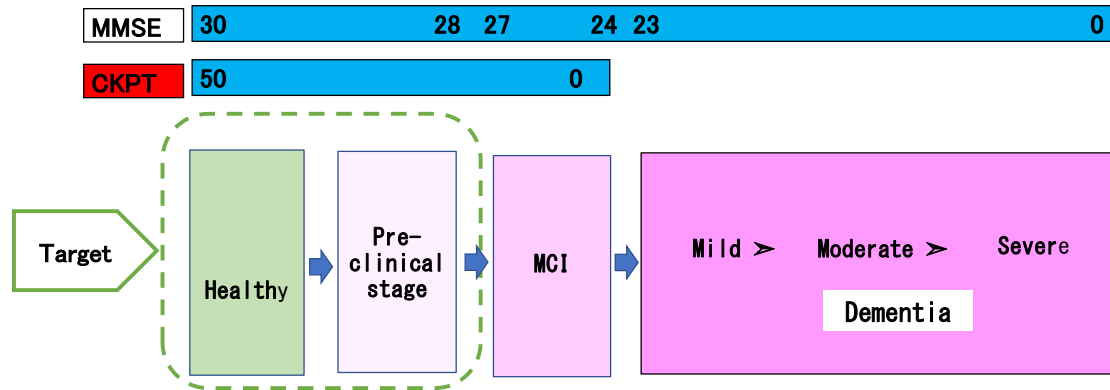 MMSE 30 28 27 24 23 0
CKPT 50 0
Target
Healthy
Pre-
clinical
stage
MCI
Mild ➤ Moderate ➤ Severe
Dementia